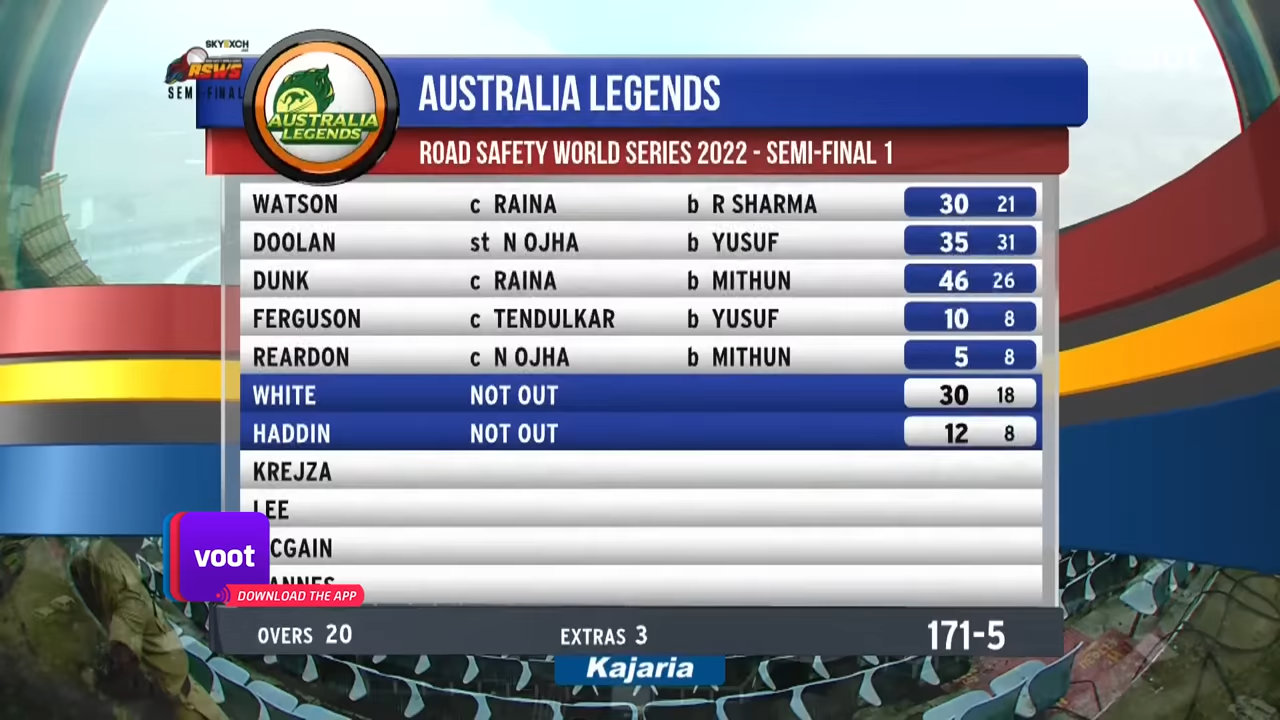 SKYEXCH
RSWS
SEMI-FINAL
AUSTRALIA LEGENDS
AUSTRALIA LEGENDS
ROAD SAFETY WORLD SERIES 2022 - SEMI-FINAL 1
WATSON c RAINA b R SHARMA 30 21
DOOLAN st N OJHA b YUSUF 35 31
DUNK c RAINA b MITHUN 46 26
FERGUSON c TENDULKAR b YUSUF 10 8
REARDON c N OJHA b MITHUN 5 8
WHITE NOT OUT 30 18
HADDIN NOT OUT 12 8
KREJZA
LEE
CGAIN
voot
DOWNLOAD THE APP
OVERS 20 EXTRAS 3 171-5
Kajaria